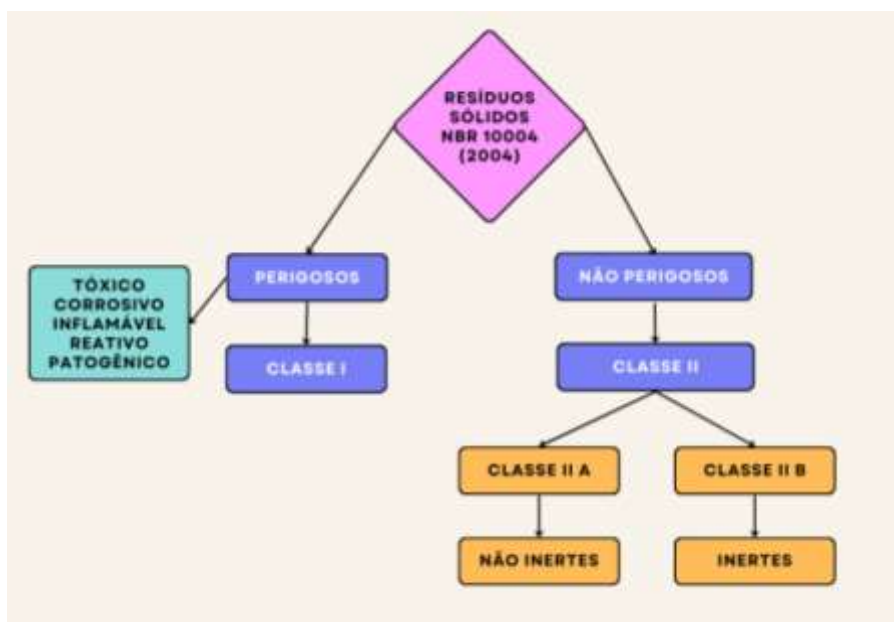 RESÍDUOS
SÓLIDOS
NBR 10004
(2004)
PERIGOSOS
NÃO PERIGOSOS
TÓXICO
CORROSIVO
INFLAMÁVEL
REATIVO
PATOGÊNICO
CLASSE I
CLASSE II
CLASSE II A
CLASSE II B
NÃO INERTES
INERTES